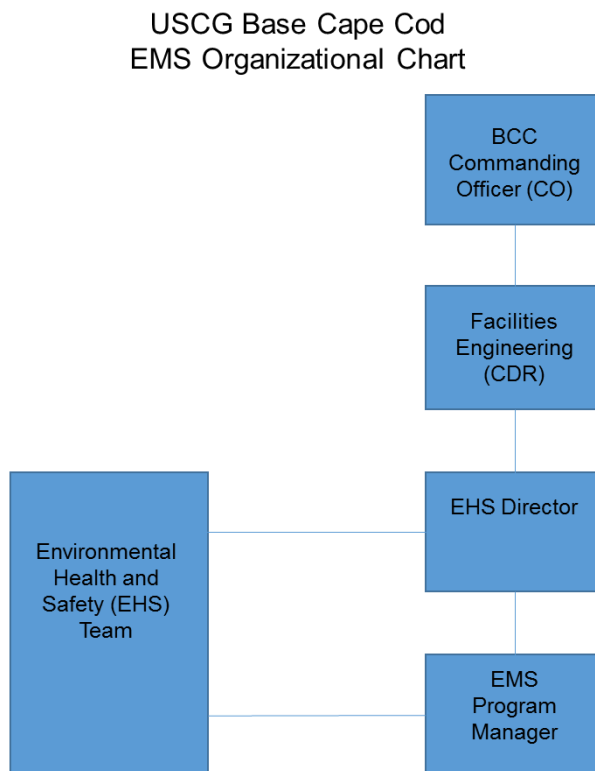 USCG Base Cape Cod
EMS Organizational Chart
BCC
Commanding
Officer (CO)
Facilities
Engineering
(CDR)
EHS Director
Environmental
Health and
Safety (EHS)
Team
EMS
Program
Manager